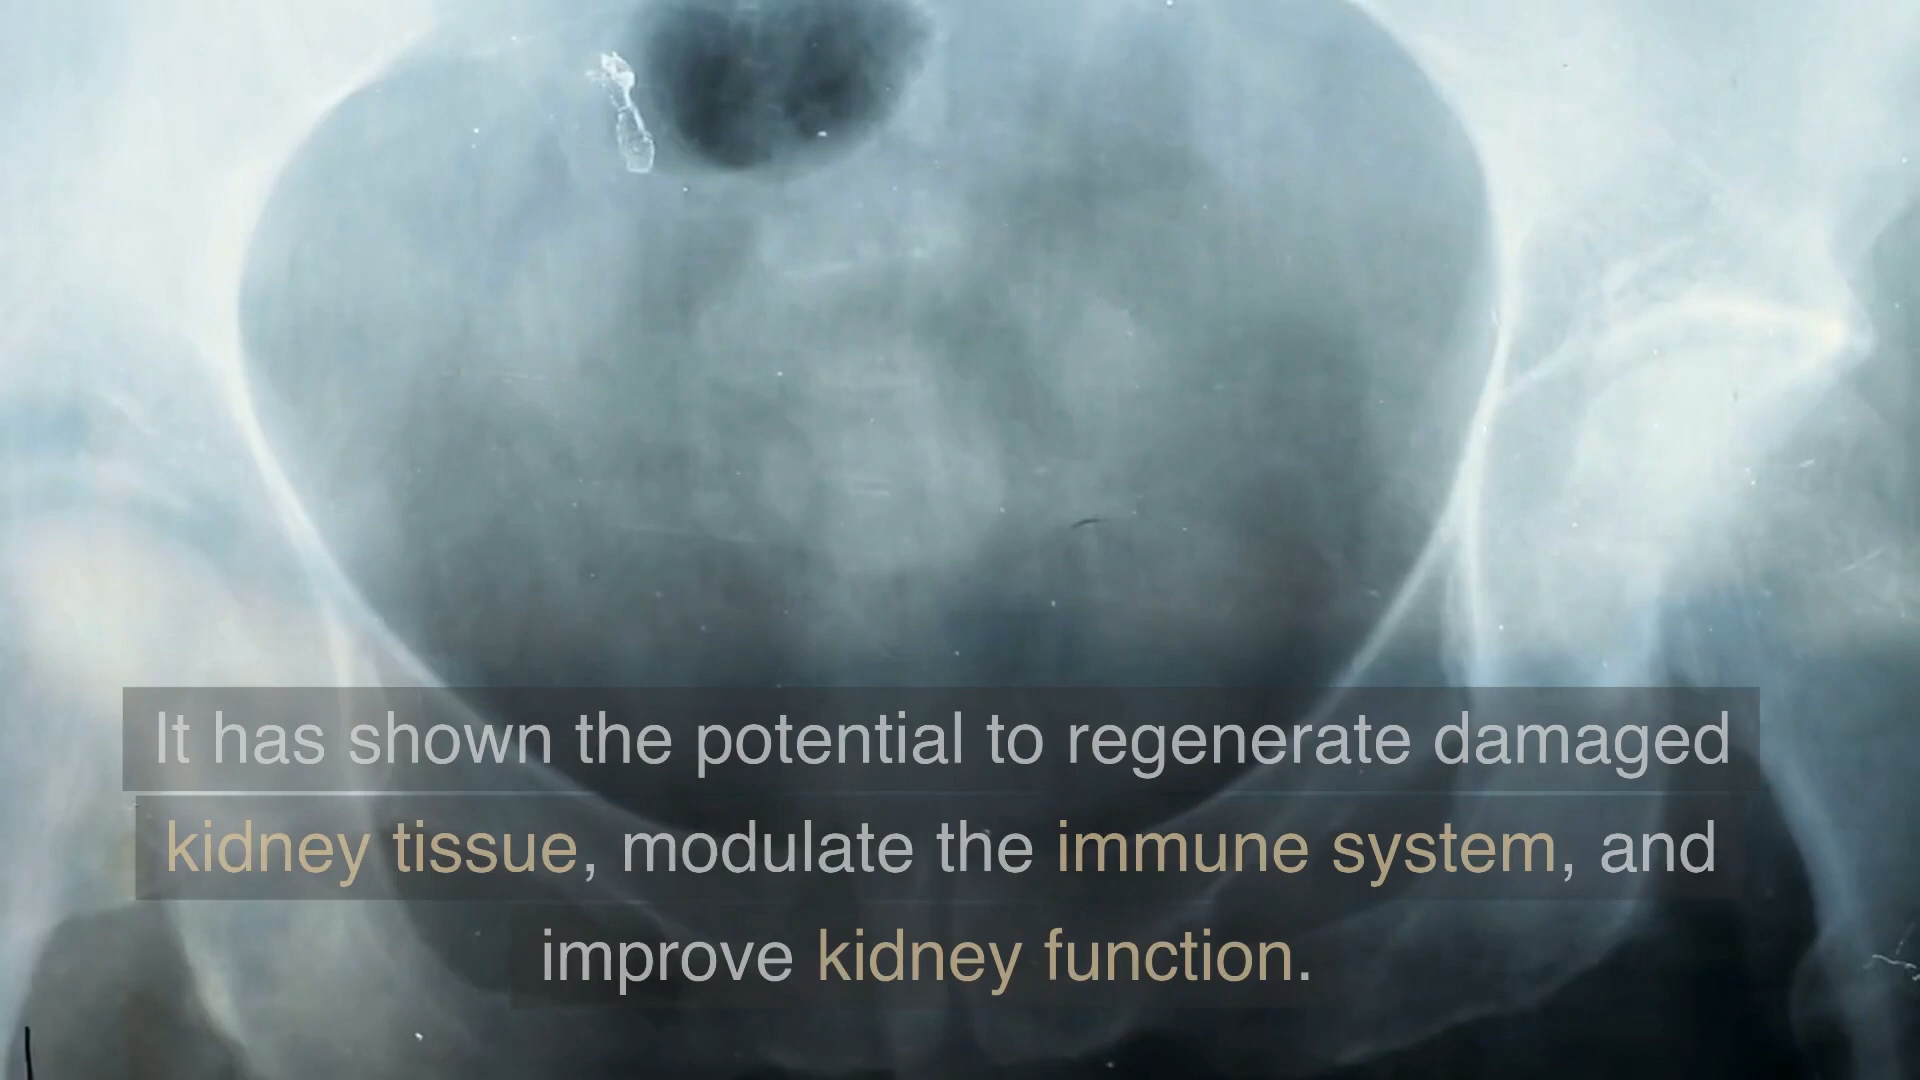 It has shown the potential to regenerate damaged
kidney tissue, modulate the immune system, and
improve kidney function.